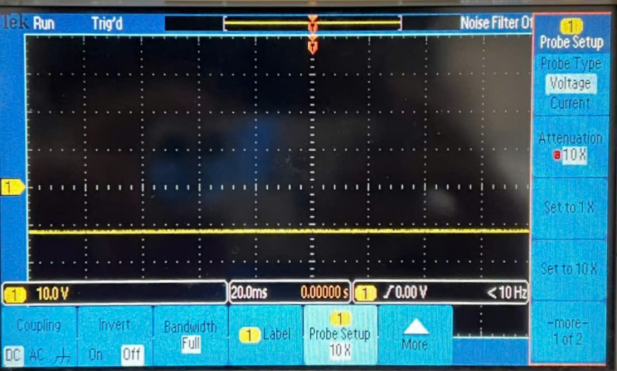 Tek Run Trig'd Noise Filter Of
1
Probe Setup
Probe Type
Voltage
Current
Attenuation
a 10 X
Set to 1 X
Set to 10 X
-more-
1 of 2
1
1 10.0 V 20.0ms 0.00000 s 1 0.00 V <10 Hz
Coupling
DC AC
Invert
On Off
Bandwidth
Full
1 Label
1
Probe Setup
10 X
More